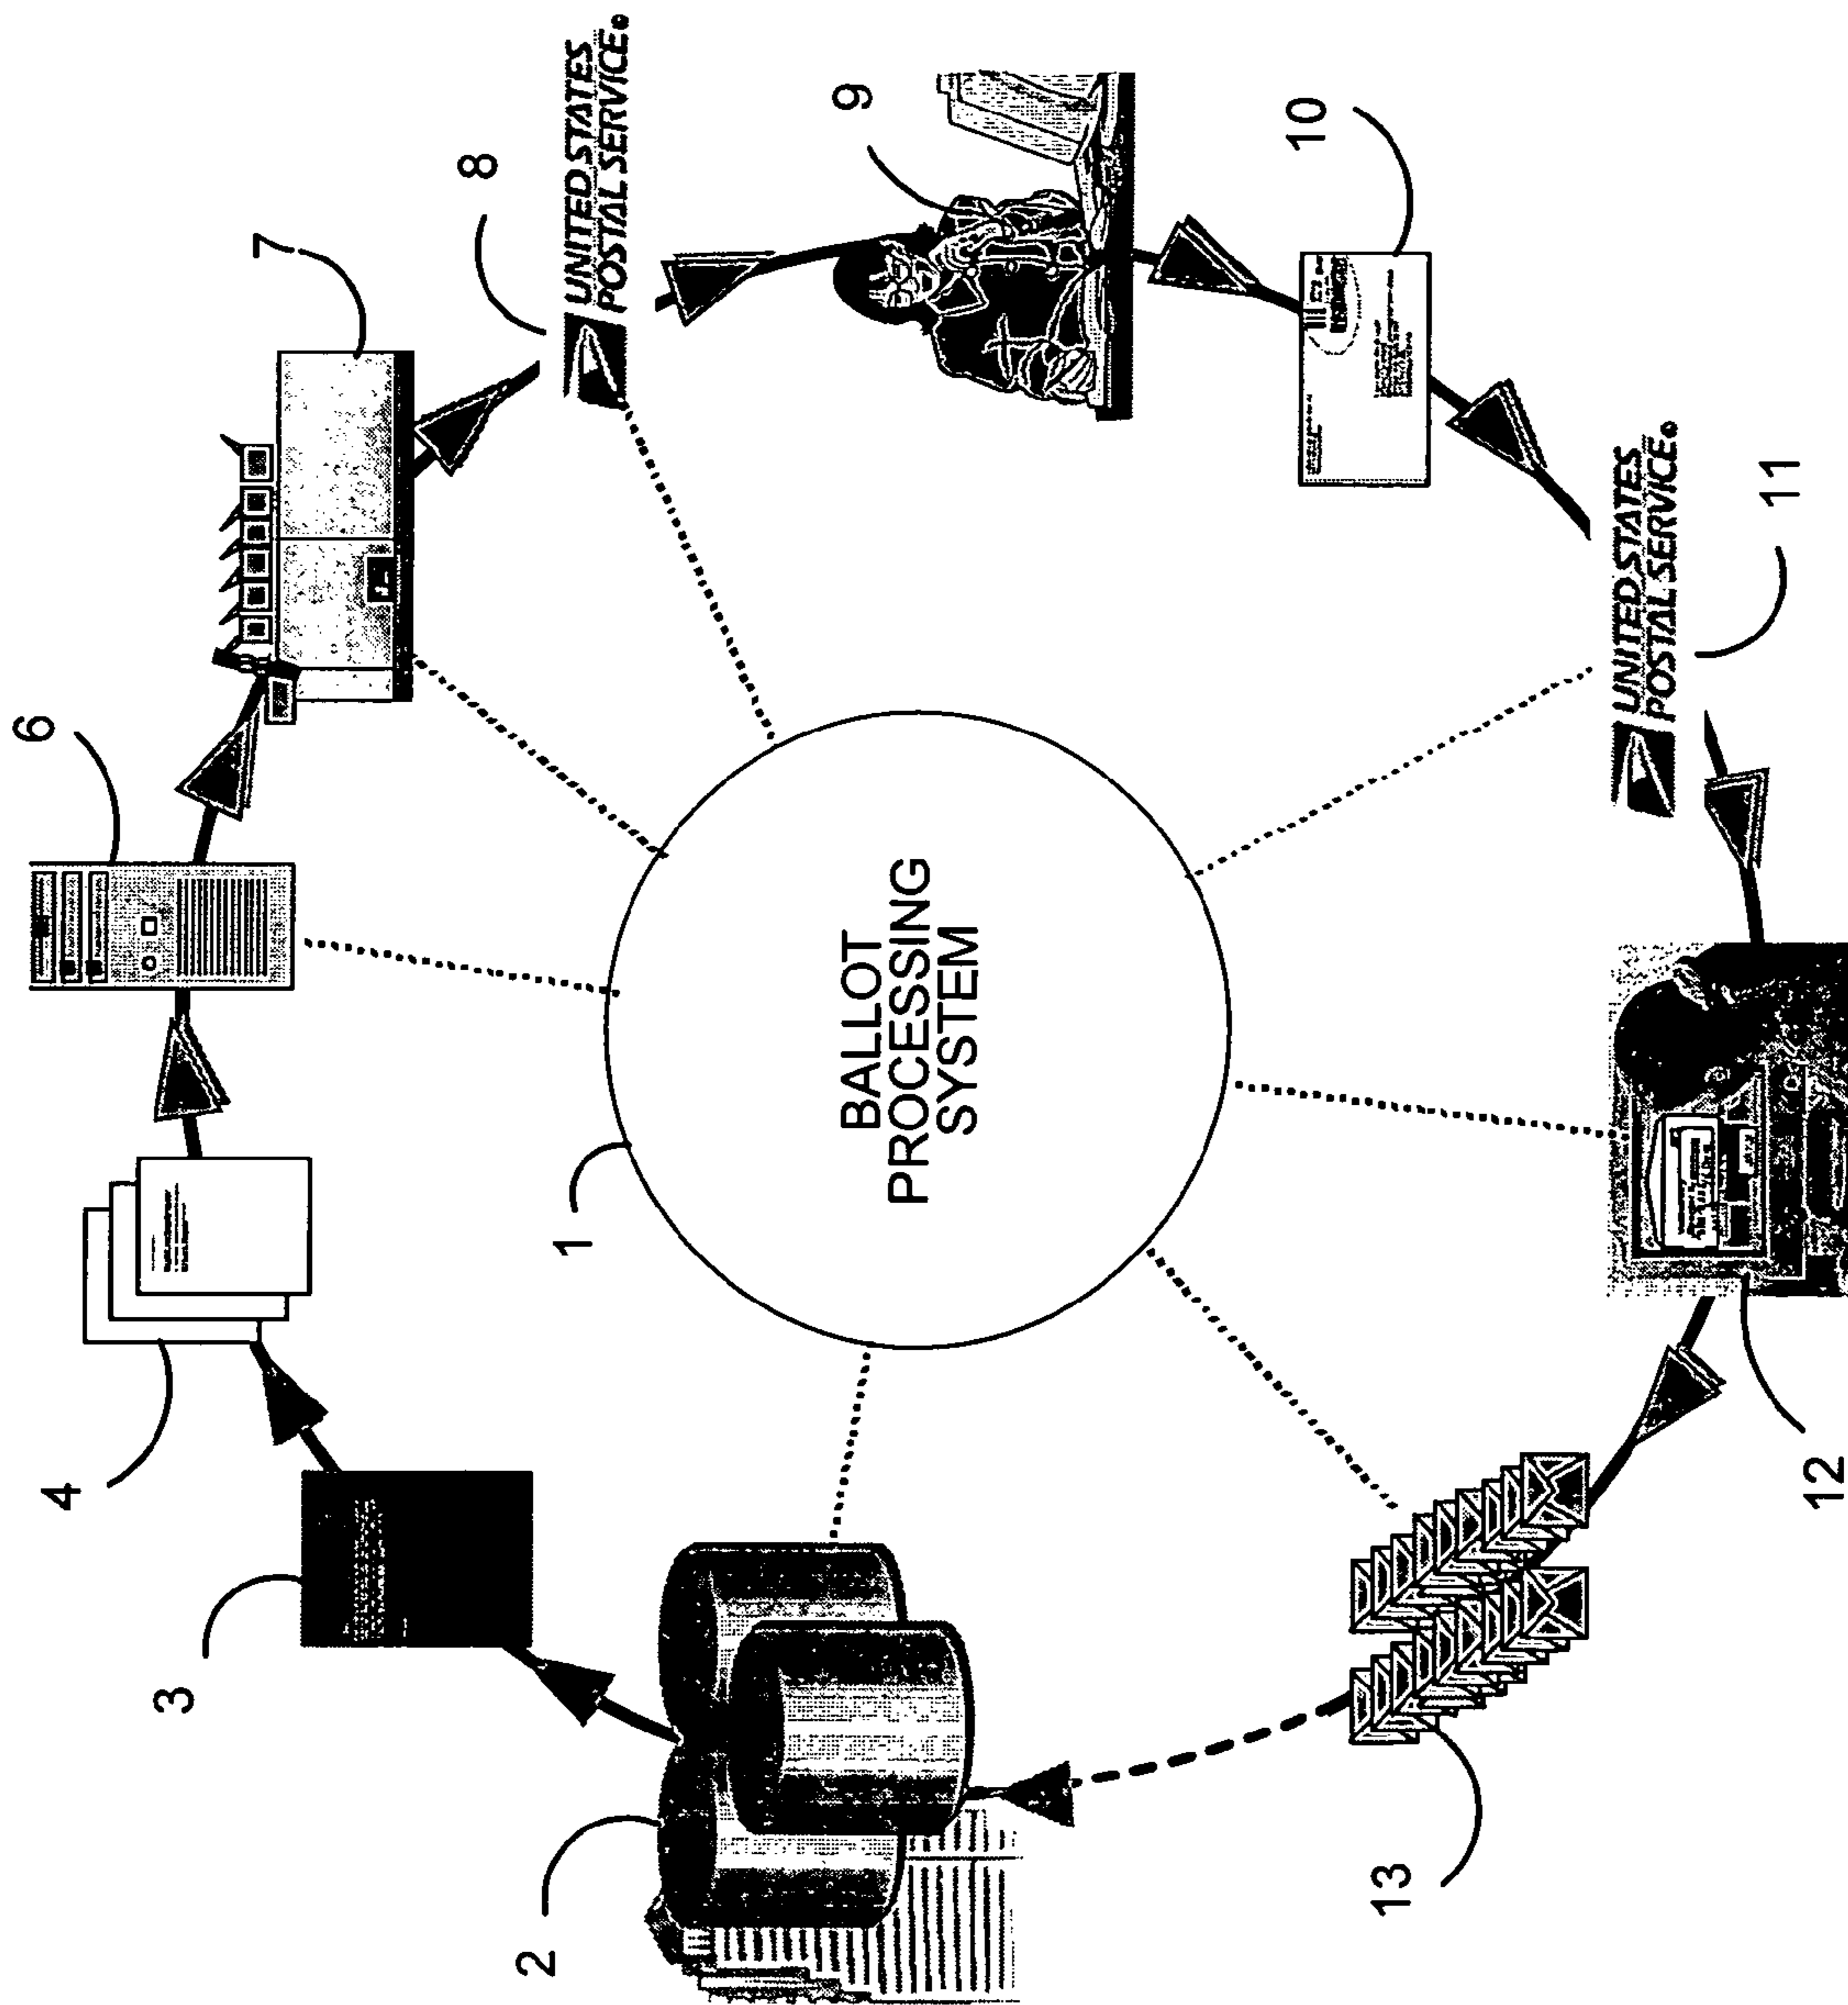 BALLOT
PROCESSING
SYSTEM
1
2
3
4
6
7
8
UNITED STATES
POSTAL SERVICE®
9
10
UNITED STATES
POSTAL SERVICE®
11
12
13